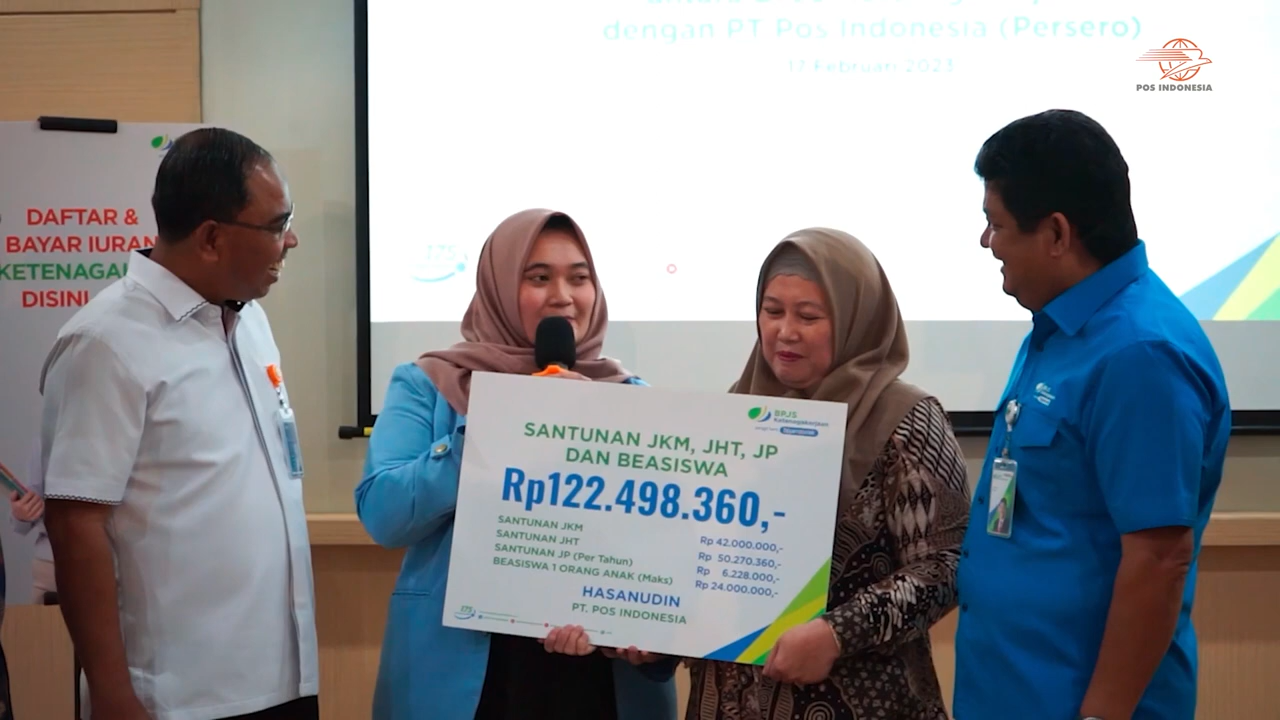 dengan PT Pos Indonesia (Persero)
17 Februari 2023
POS INDONESIA
DAFTAR &
BAYAR IURAN
DISINI
BPJS
Ketenagakerjaan
SANTUNAN JKM, JHT, JP
DAN BEASISWA
Rp122.498.360,-
SANTUNAN JKM Rp 42.000.000,-
SANTUNAN JHT Rp 50.270.360,-
SANTUNAN JP (Per Tahun) Rp 6.228.000,-
BEASISWA 1 ORANG ANAK (Maks) Rp 24.000.000,-
HASANUDIN
PT. POS INDONESIA